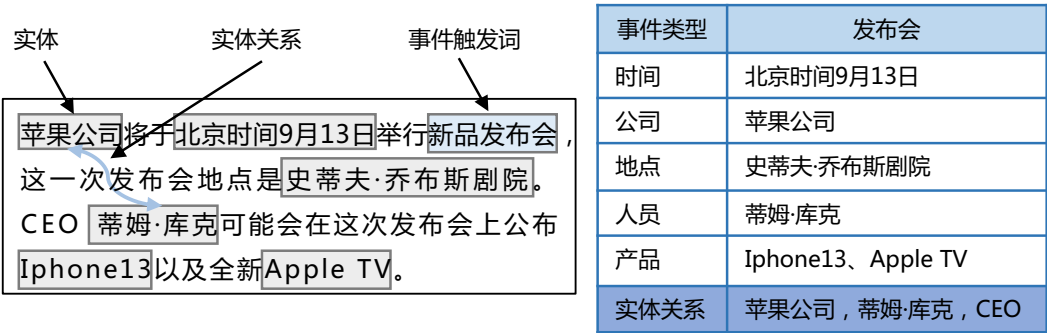 实体 实体关系 事件触发词
苹果公司将于北京时间9月13日举行新品发布会，
这一次发布会地点是史蒂夫·乔布斯剧院。
CEO 蒂姆·库克可能会在这次发布会上公布
Iphone13以及全新Apple TV。
事件类型 发布会
时间 北京时间9月13日
公司 苹果公司
地点 史蒂夫·乔布斯剧院
人员 蒂姆·库克
产品 Iphone13、Apple TV
实体关系 苹果公司，蒂姆·库克，CEO